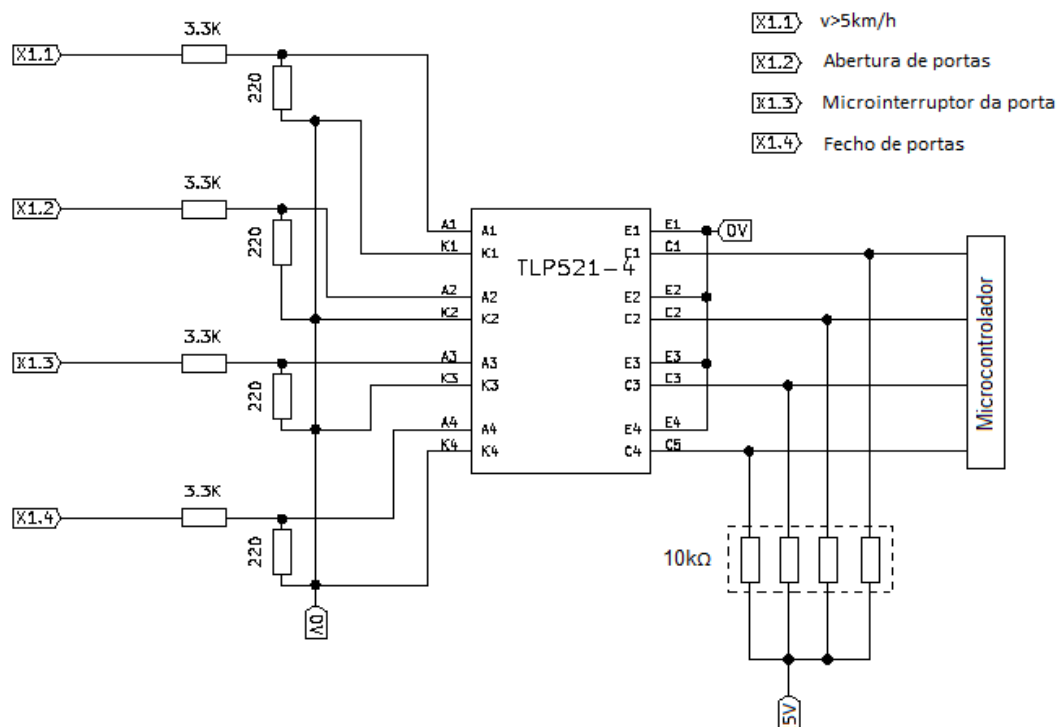 X1.1 v>5km/h
X1.2 Abertura de portas
X1.3 Microinterruptor da porta
X1.4 Fecho de portas
X1.1 3.3K 220
X1.2 3.3K 220
X1.3 3.3K 220
X1.4 3.3K 220
0V
TLP521-4
A1 A1 E1 E1 0V
K1 K1 C1 C1
A2 A2 E2 E2
K2 K2 C2 C2
A3 A3 E3 E3
K3 K3 C3 C3
A4 A4 E4 E4
K4 K4 C4 C5
Microcontrolador
10kΩ
5V